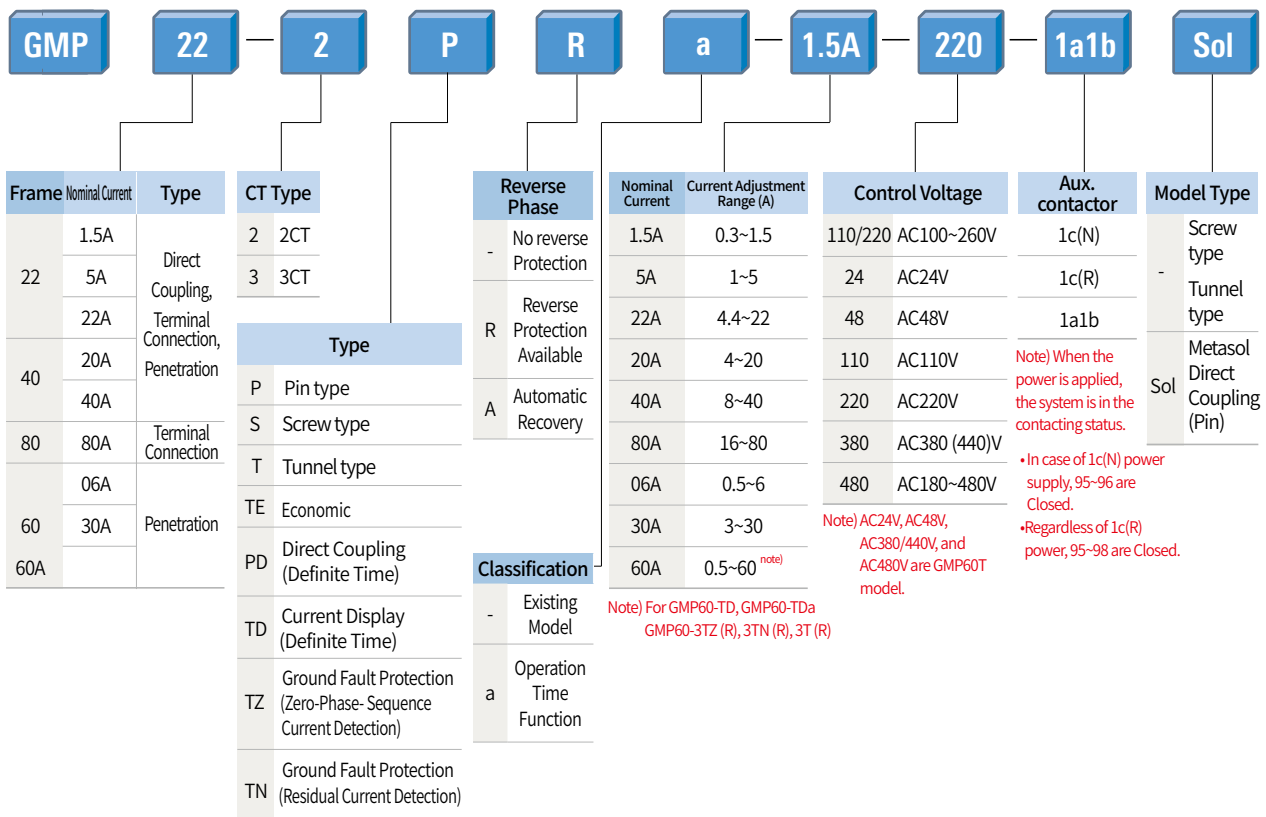 GMP 22 - 2 P R a - 1.5A - 220 - 1a1b Sol
Frame Nominal Current Type
22
1.5A
5A
22A
Direct
Coupling,
Terminal
Connection,
Penetration
40
20A
40A
80 80A Terminal
Connection
60
06A
30A
Penetration
60A
CT Type
2 2CT
3 3CT
Type
P Pin type
S Screw type
T Tunnel type
TE Economic
PD Direct Coupling
(Definite Time)
TD Current Display
(Definite Time)
TZ Ground Fault Protection
(Zero-Phase- Sequence
Current Detection)
TN Ground Fault Protection
(Residual Current Detection)
Reverse
Phase
- No reverse
Protection
R Reverse
Protection
Available
A Automatic
Recovery
Classification
- Existing
Model
a Operation
Time
Function
Nominal
Current
Current Adjustment
Range (A)
1.5A 0.3~1.5
5A 1~5
22A 4.4~22
20A 4~20
40A 8~40
80A 16~80
06A 0.5~6
30A 3~30
60A 0.5~60 note)
Note) For GMP60-TD, GMP60-TDa
GMP60-3TZ (R), 3TN (R), 3T (R)
Control Voltage
110/220 AC100~260V
24 AC24V
48 AC48V
110 AC110V
220 AC220V
380 AC380 (440)V
480 AC180~480V
Note) AC24V, AC48V,
AC380/440V, and
AC480V are GMP60T
model.
Aux.
contactor
1c(N)
1c(R)
1a1b
Note) When the
power is applied,
the system is in the
contacting status.
• In case of 1c(N) power
supply, 95~96 are
Closed.
•Regardless of 1c(R)
power, 95~98 are Closed.
Model Type
- Screw
type
Tunnel
type
Sol Metasol
Direct
Coupling
(Pin)